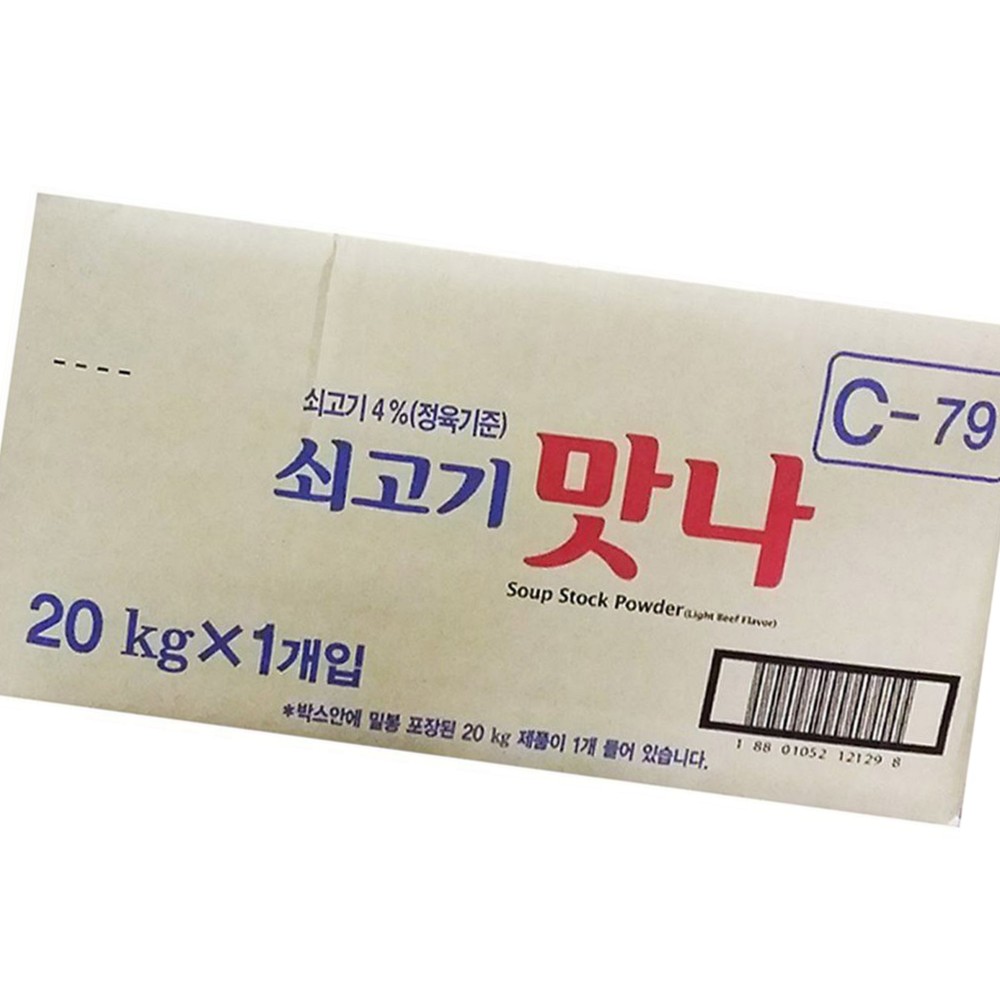 C-79
쇠고기 4%(정육기준)
쇠고기 맛나
Soup Stock Powder(Light Beef Flavor)
20 kg×1개입
*박스안에 밀봉 포장된 20 kg 제품이 1개 들어 있습니다.
1 88 01052 12129 8